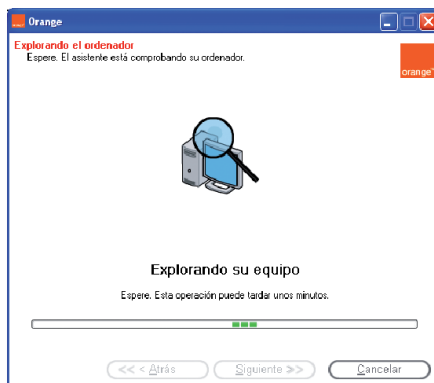 Orange
Explorando el ordenador
Espere. El asistente está comprobando su ordenador.
orange™
Explorando su equipo
Espere. Esta operación puede tardar unos minutos.
<< < Atrás
Siguiente >>
Cancelar